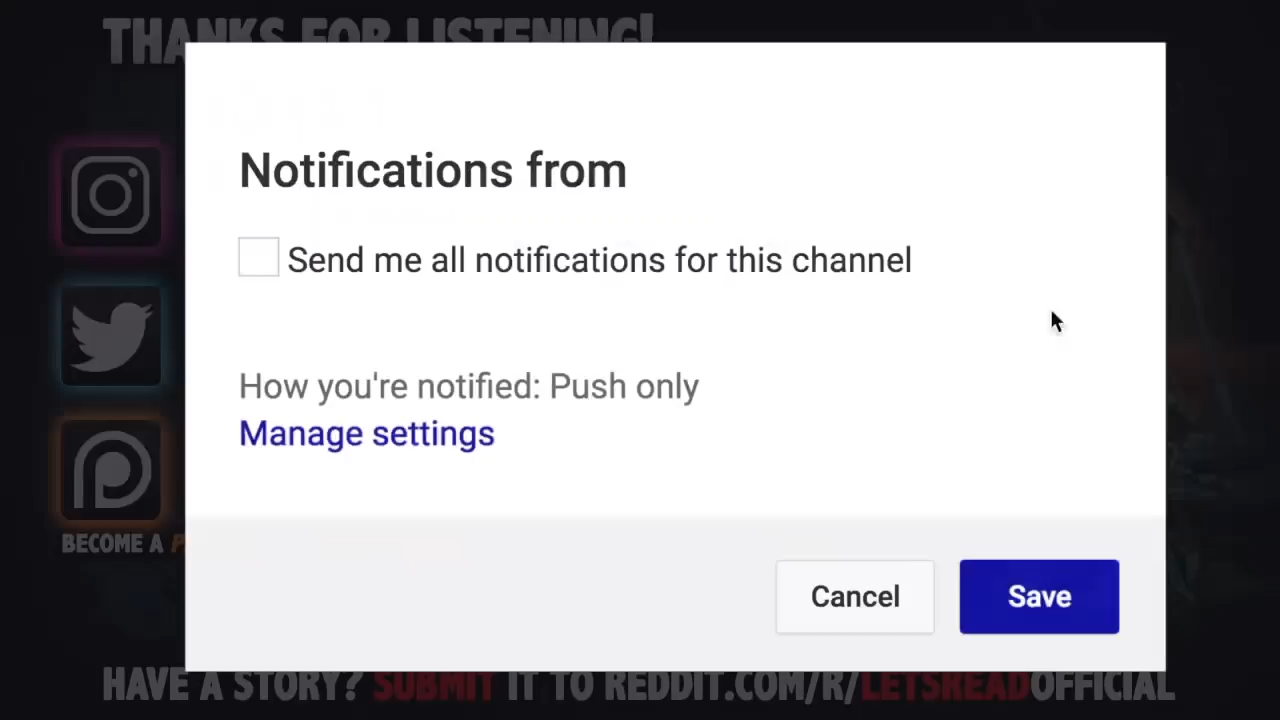 THANKS FOR LISTENING!
Notifications from
Send me all notifications for this channel
How you're notified: Push only
Manage settings
BECOME A
Cancel
Save
HAVE A STORY? SUBMIT IT TO REDDIT.COM/R/LETSREADOFFICIAL